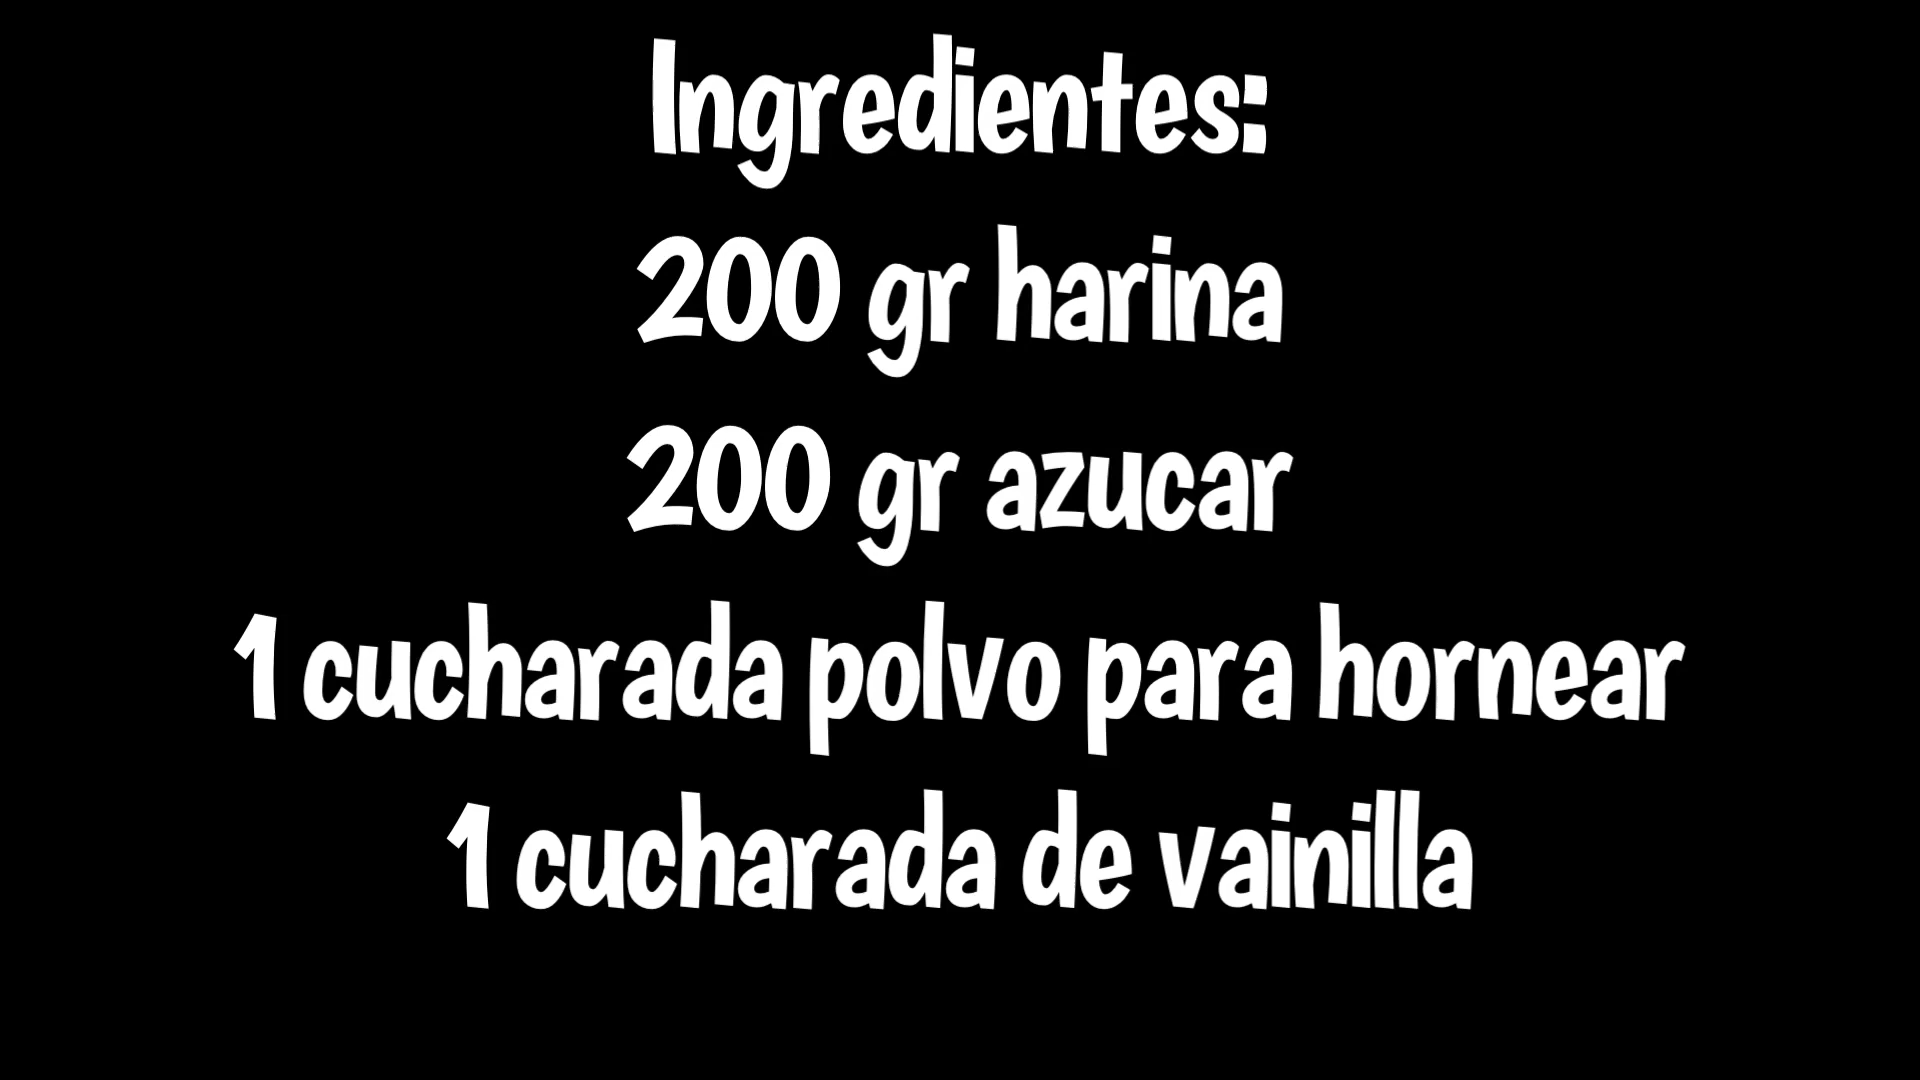 Ingredientes:
200 gr harina
200 gr azucar
1 cucharada polvo para hornear
1 cucharada de vainilla